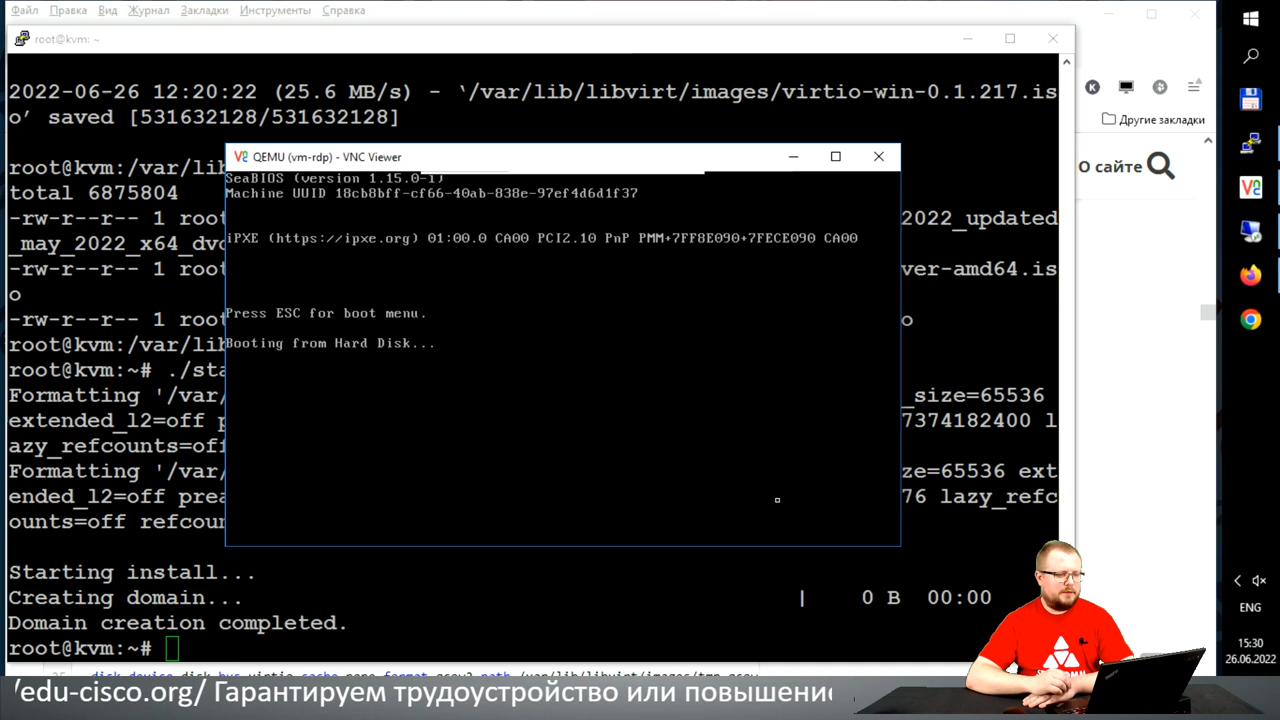 Файл Правка Вид Журнал Закладки Инструменты Справка
root@kvm: ~
2022-06-26 12:20:22 (25.6 MB/s) - '/var/lib/libvirt/images/virtio-win-0.1.217.is
o' saved [531632128/531632128]
root@kvm:/var/lib
total 6875804
-rw-r--r-- 1 root
2022_updated
_may_2022_x64_dvd
-rw-r--r-- 1 root
ver-amd64.is
o
-rw-r--r-- 1 root
o
root@kvm:/var/lib
root@kvm:~# ./sta
Formatting '/var/
_size=65536
extended_l2=off p
7374182400 l
azy_refcounts=off
Formatting '/var/
ze=65536 ext
ended_l2=off prea
76 lazy_refc
ounts=off refcoun
Starting install...
Creating domain... | 0 B 00:00
Domain creation completed.
root@kvm:~#
QEMU (vm-rdp) - VNC Viewer
SeaBIOS (version 1.15.0-1)
Machine UUID 18cb8bff-cf66-40ab-838e-97ef4d6d1f37
iPXE (https://ipxe.org) 01:00.0 CA00 PCI2.10 PnP PMM+7FF8E090+7FECE090 CA00
Press ESC for boot menu.
Booting from Hard Disk...
Другие закладки
О сайте
ENG
15:30
26.06.2022
/edu-cisco.org/ Гарантируем трудоустройство или повышение